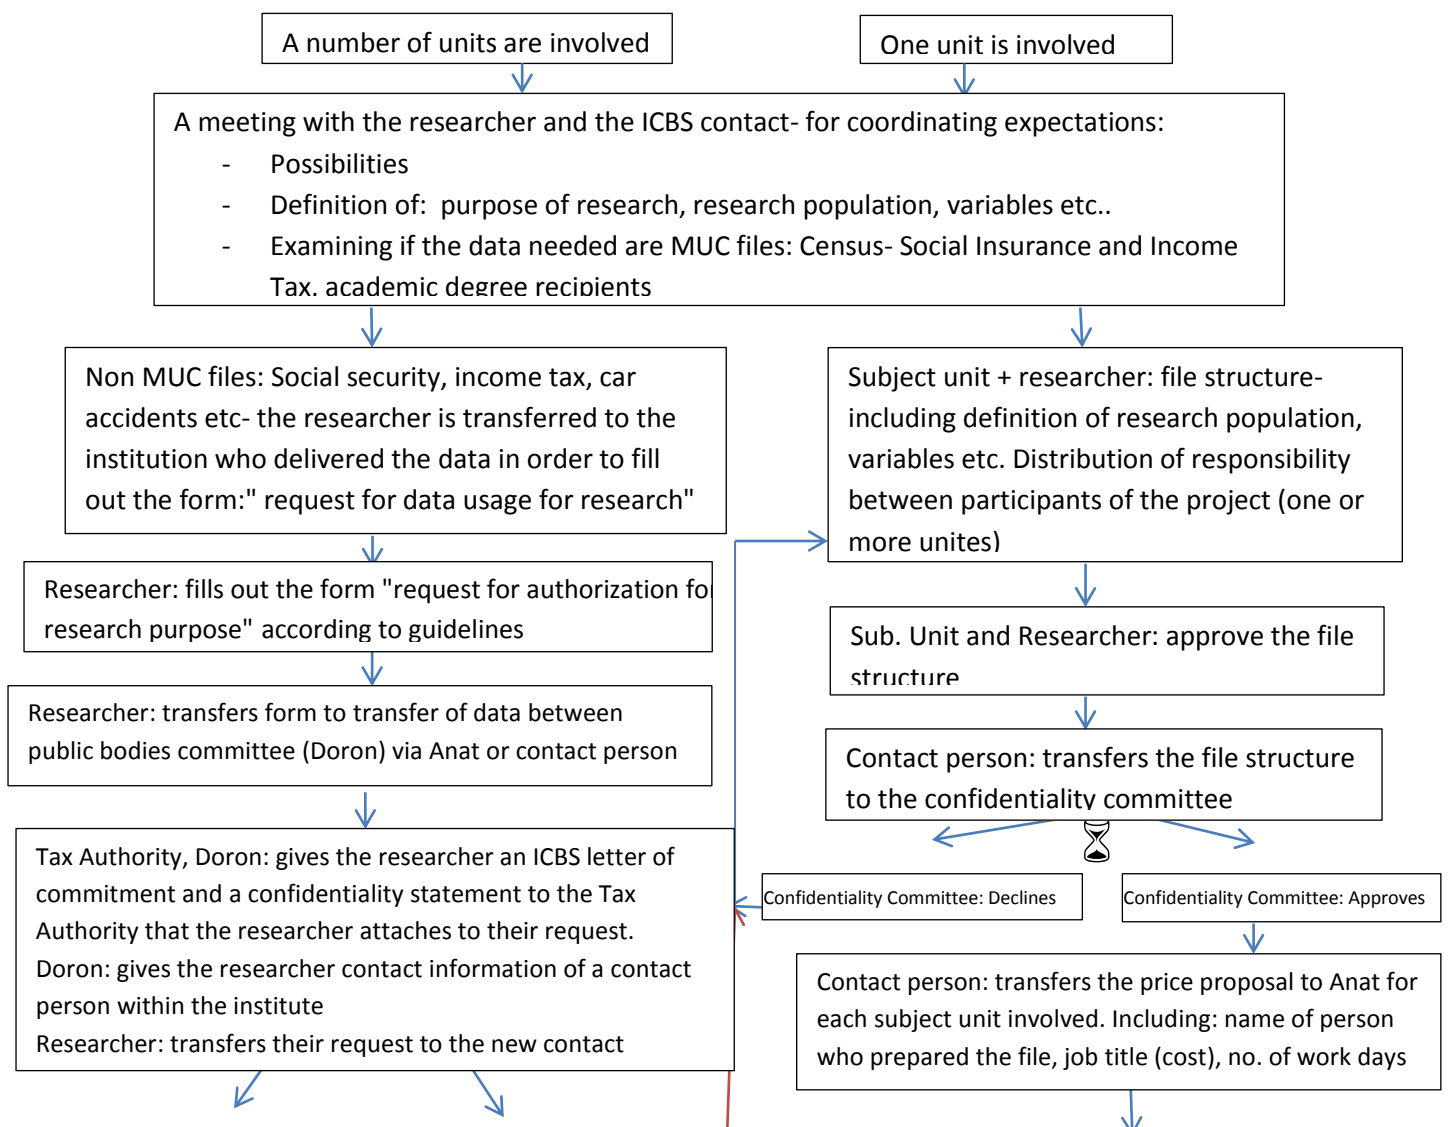 A number of units are involved
One unit is involved
A meeting with the researcher and the ICBS contact- for coordinating expectations:
- Possibilities
- Definition of: purpose of research, research population, variables etc..
- Examining if the data needed are MUC files: Census- Social Insurance and Income
Tax, academic degree recipients
Non MUC files: Social security, income tax, car
accidents etc- the researcher is transferred to the
institution who delivered the data in order to fill
out the form:" request for data usage for research"
Researcher: fills out the form "request for authorization for
research purpose" according to guidelines
Researcher: transfers form to transfer of data between
public bodies committee (Doron) via Anat or contact person
Tax Authority, Doron: gives the researcher an ICBS letter of
commitment and a confidentiality statement to the Tax
Authority that the researcher attaches to their request.
Doron: gives the researcher contact information of a contact
person within the institute
Researcher: transfers their request to the new contact
Subject unit + researcher: file structure-
including definition of research population,
variables etc. Distribution of responsibility
between participants of the project (one or
more unites)
Sub. Unit and Researcher: approve the file
structure
Contact person: transfers the file structure
to the confidentiality committee
Confidentiality Committee: Declines
Confidentiality Committee: Approves
Contact person: transfers the price proposal to Anat for
each subject unit involved. Including: name of person
who prepared the file, job title (cost), no. of work days